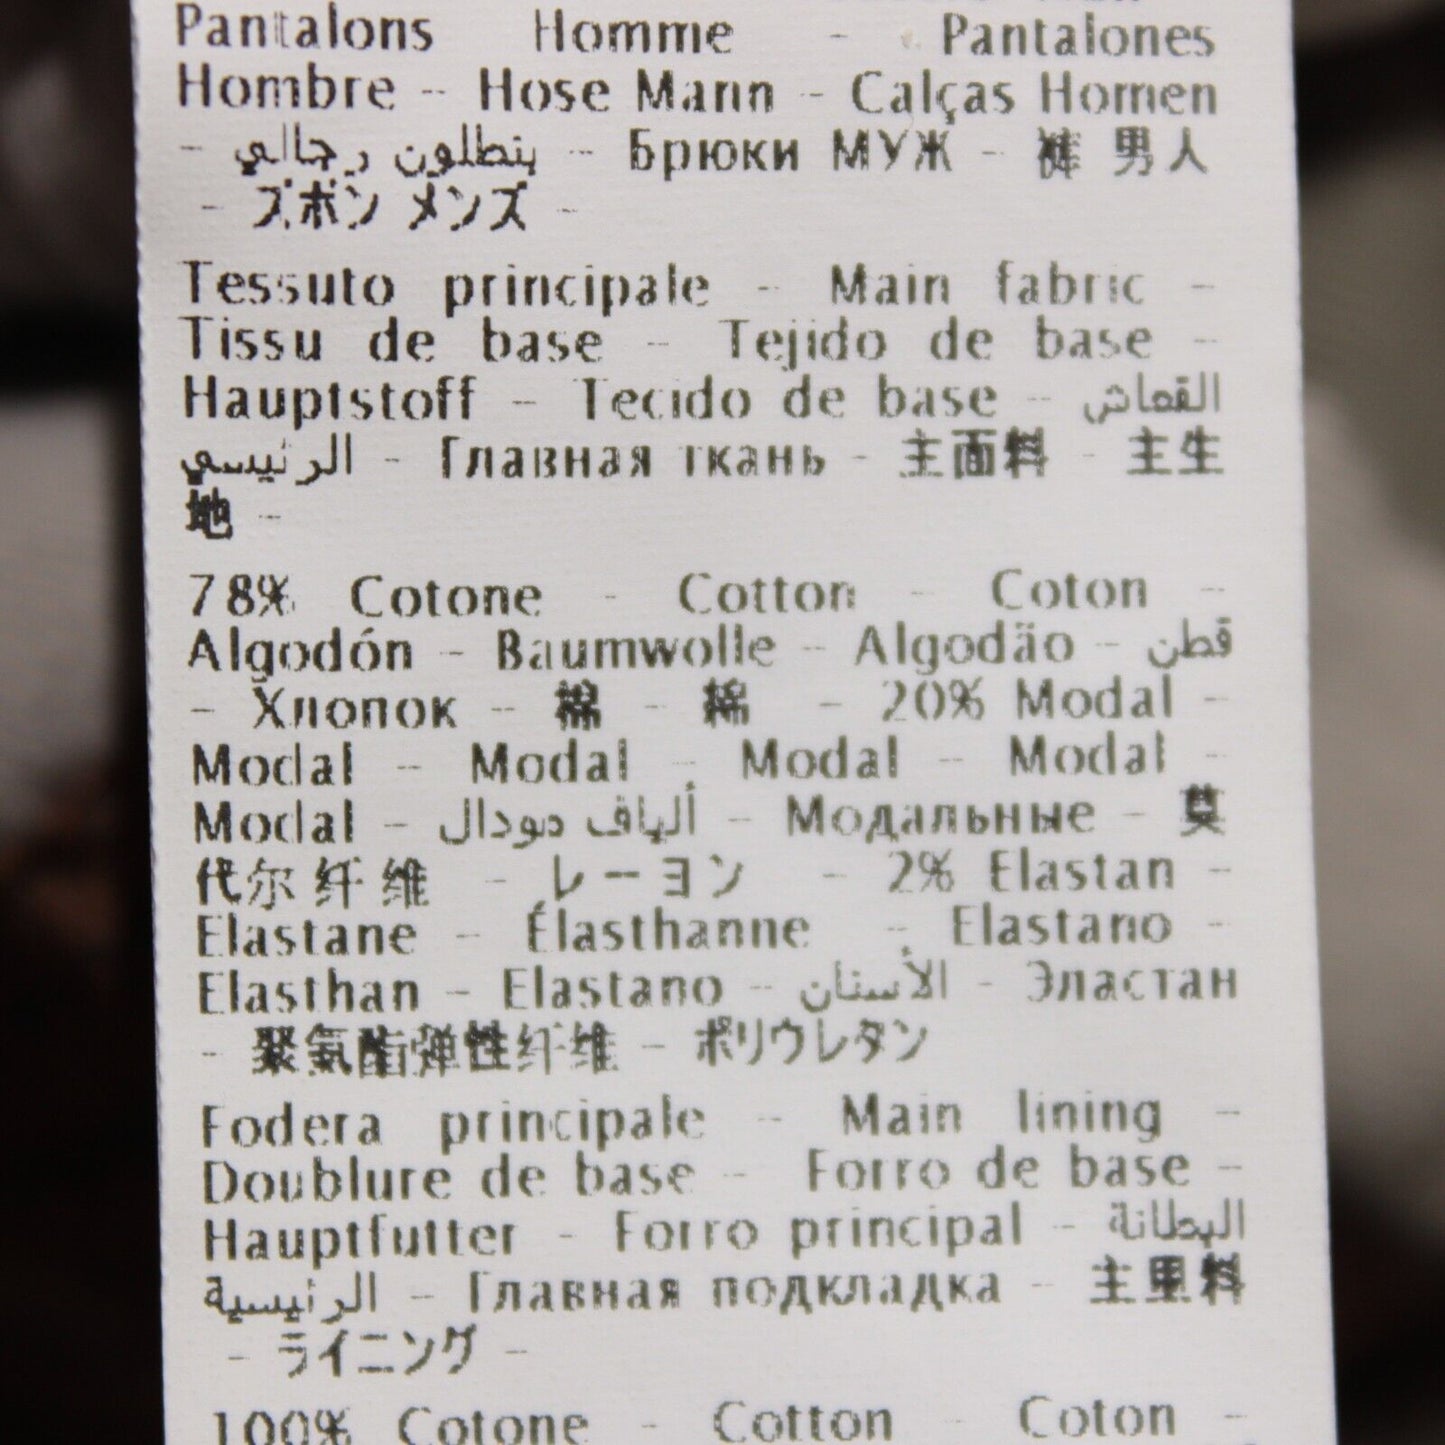 Pantalons Homme - Pantalones
Hombre - Hose Mann - Calças Homen
- بنطلون رجالي - Брюки МУЖ - 裤 男人
- ズボン メンズ -
Tessuto principale - Main fabric -
Tissu de base - Tejido de base -
Hauptstoff - Tecido de base - القماش
الرئيسي - Главная ткань - 主面料 - 主生
地 -
78% Cotone - Cotton - Coton -
Algodón - Baumwolle - Algodão - قطن
- Хлопок - 棉 - 棉 - 20% Modal -
Modal - Modal - Modal - Modal -
Modal - ألياف مودال - Модальные - 莫
代尔纤维 - レーヨン - 2% Elastan -
Elastane - Élasthanne - Elastano -
Elasthan - Elastano - الأستان - Эластан
- 聚氨酯弹性纤维 - ポリウレタン
Fodera principale - Main lining -
Doublure de base - Forro de base -
Hauptfutter - Forro principal - البطانة
الرئيسية - Главная подкладка - 主里料
- ライニング -
100% Cotone - Cotton - Coton -